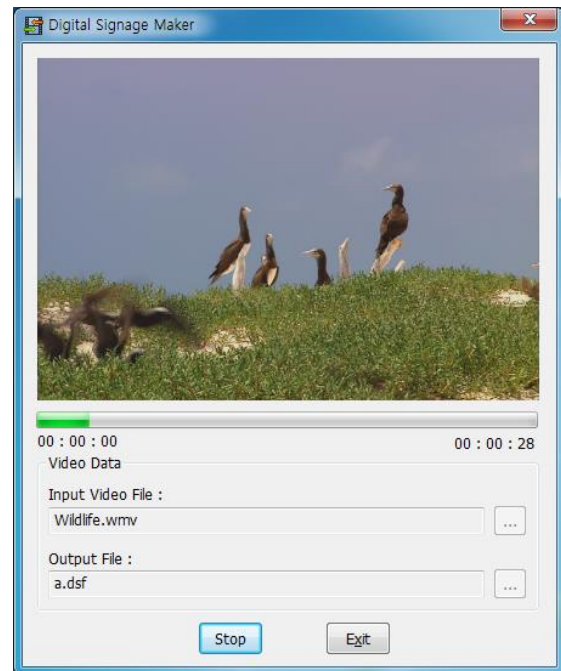 Digital Signage Maker
00 : 00 : 00
00 : 00 : 28
Video Data
Input Video File :
Wildlife.wmv
...
Output File :
a.dsf
...
Stop
Exit